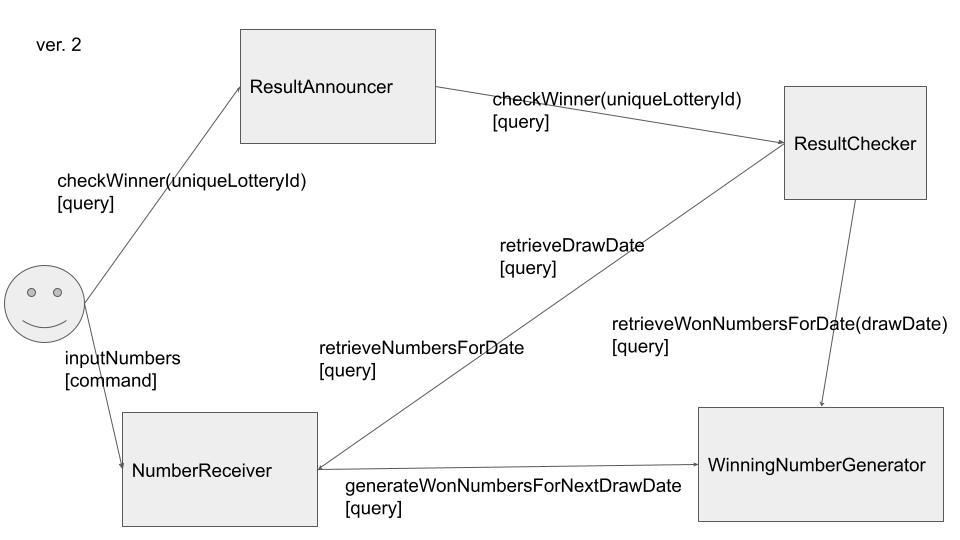 ver. 2
ResultAnnouncer
checkWinner(uniqueLotteryId)
[query]
ResultChecker
checkWinner(uniqueLotteryId)
[query]
retrieveDrawDate
[query]
retrieveWonNumbersForDate(drawDate)
[query]
retrieveNumbersForDate
[query]
inputNumbers
[command]
NumberReceiver
WinningNumberGenerator
generateWonNumbersForNextDrawDate
[query]